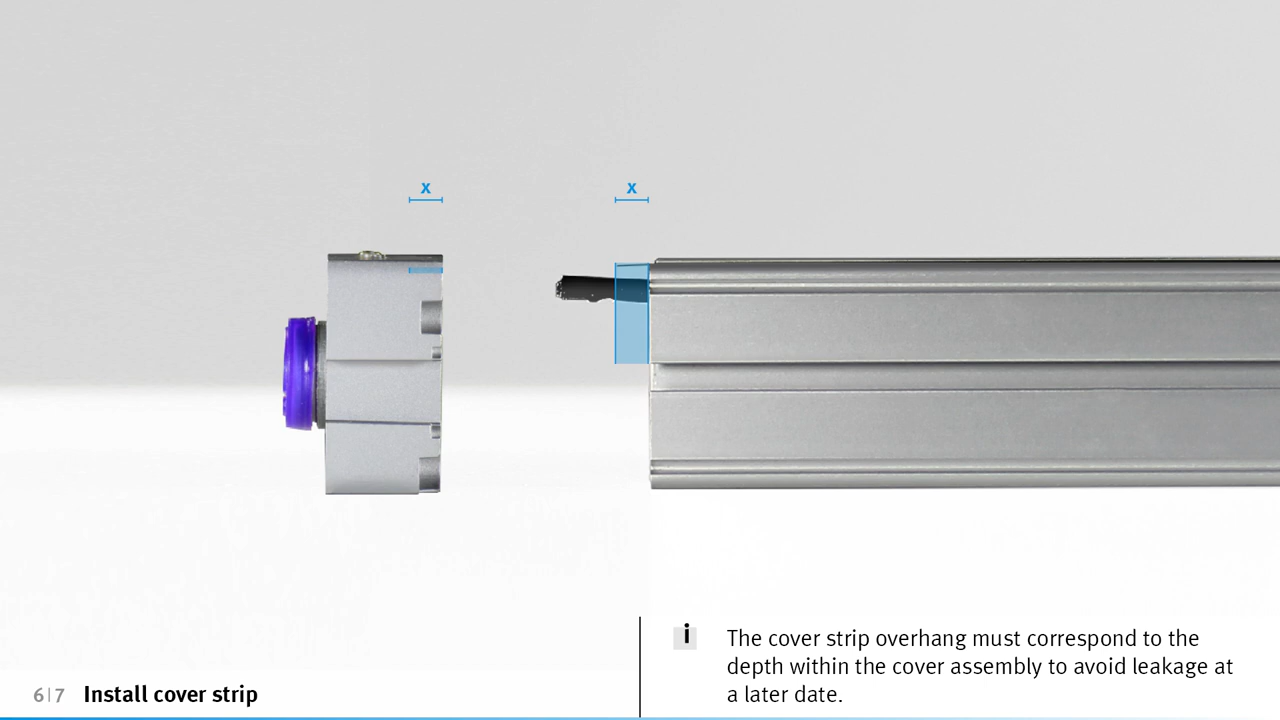 x
x
i
The cover strip overhang must correspond to the
depth within the cover assembly to avoid leakage at
a later date.
6|7 Install cover strip